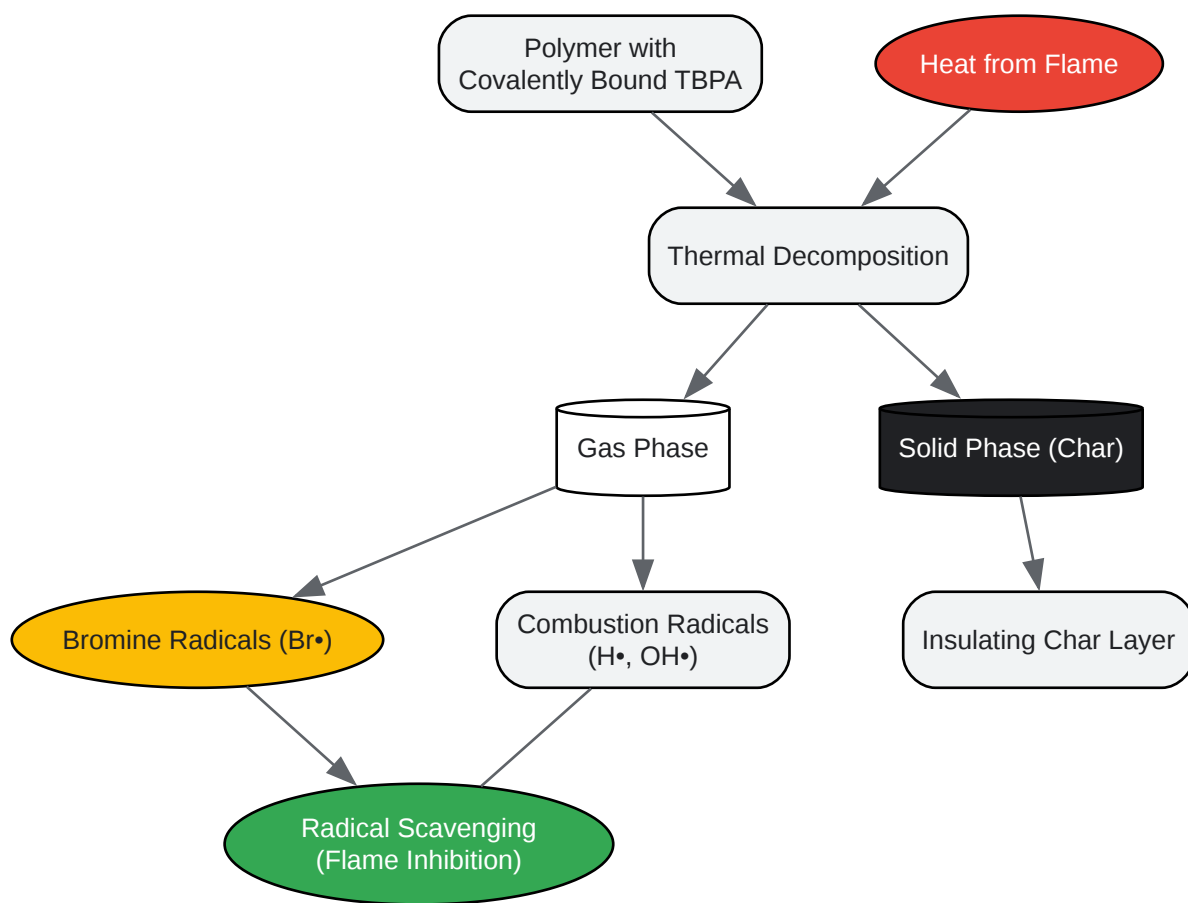 Polymer with
Covalently Bound TBPA
Heat from Flame
Thermal Decomposition
Gas Phase
Solid Phase (Char)
Bromine Radicals (Br•)
Combustion Radicals
(H•, OH•)
Insulating Char Layer
Radical Scavenging
(Flame Inhibition)